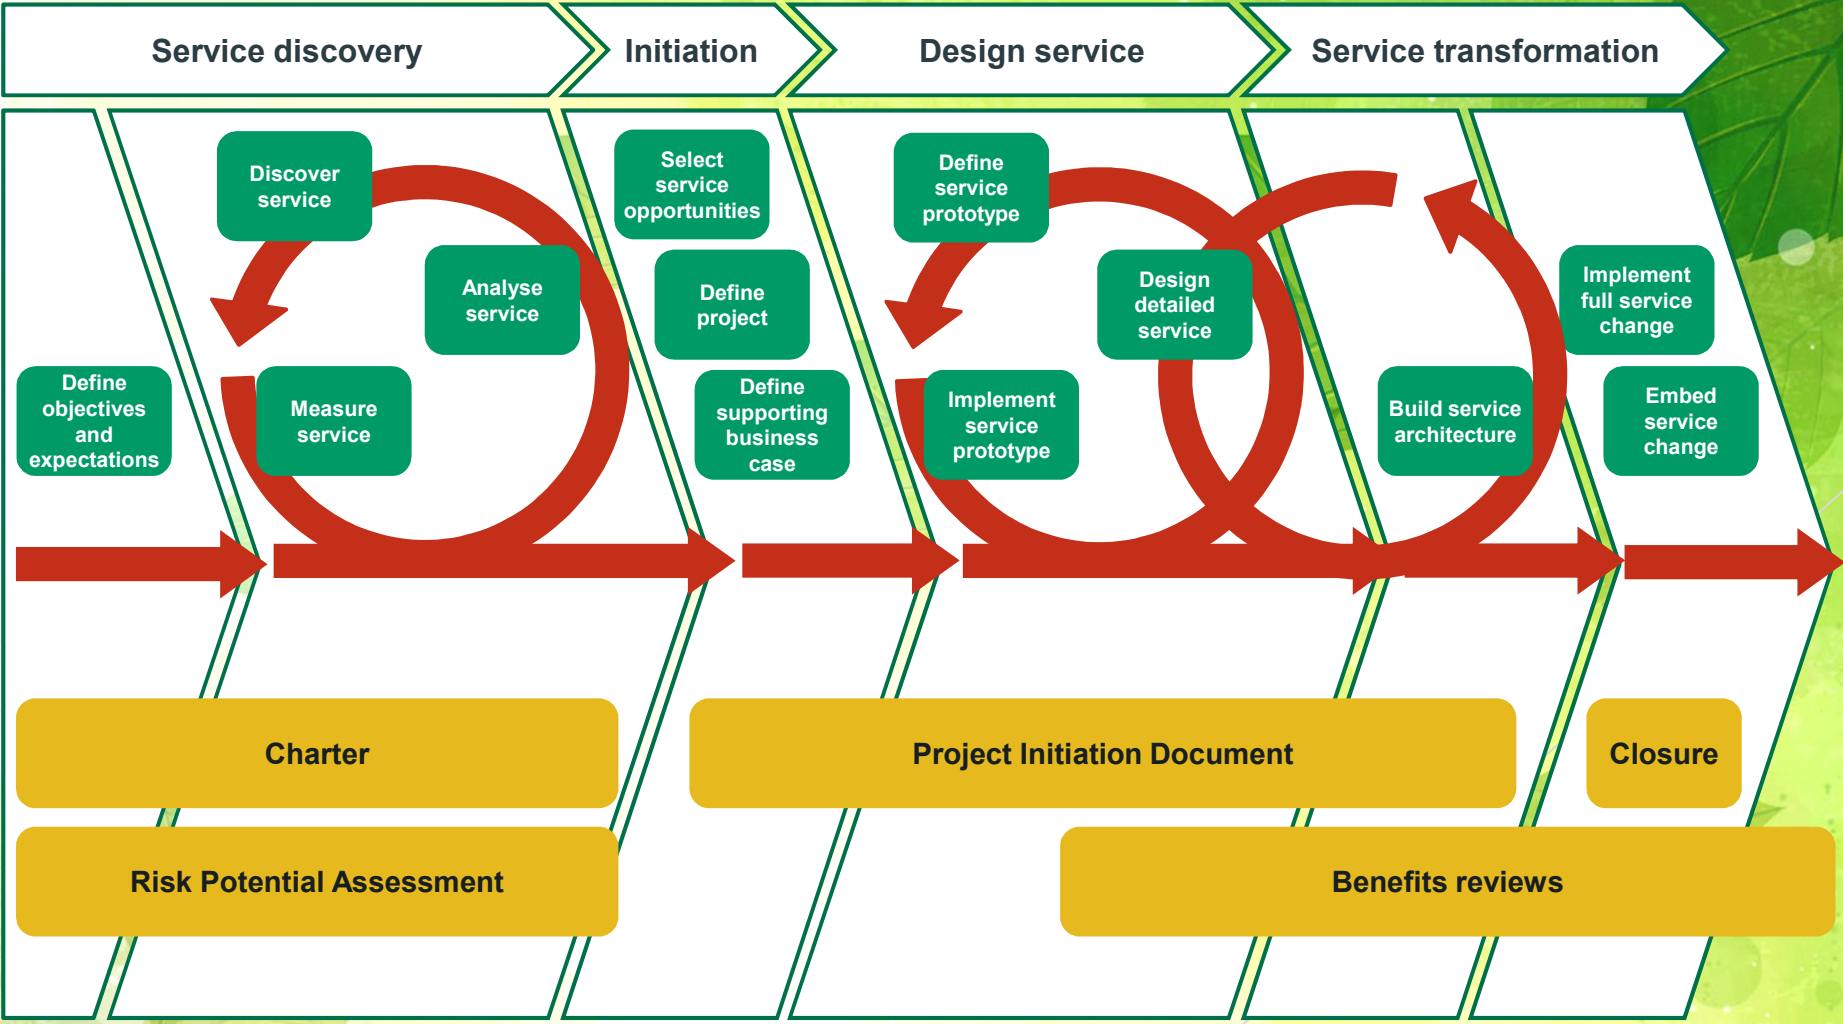 Service discovery
Initiation
Design service
Service transformation
Discover
service
Analyse
service
Measure
service
Define
objectives
and
expectations
Select
service
opportunities
Define
project
Define
supporting
business
case
Define
service
prototype
Design
detailed
service
Implement
service
prototype
Build service
architecture
Implement
full service
change
Embed
service
change
Charter
Project Initiation Document
Closure
Risk Potential Assessment
Benefits reviews